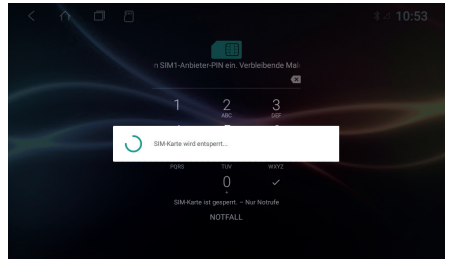 10:53
n SIM1-Anbieter-PIN ein. Verbleibende Mal
1 2 3
ABC DEF
SIM-Karte wird entsperrt...
PQRS TUV WXYZ
0
+
SIM-Karte ist gesperrt. – Nur Notrufe
NOTFALL